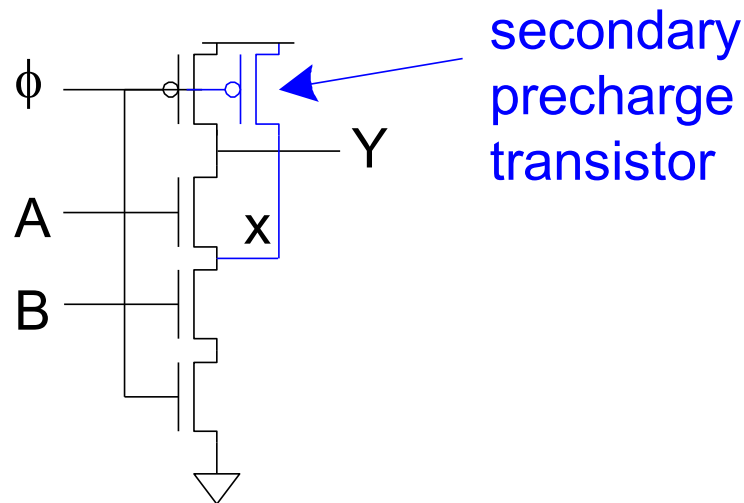 secondary
precharge
transistor
ϕ
Y
A
x
B